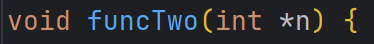 void funcTwo(int *n) {